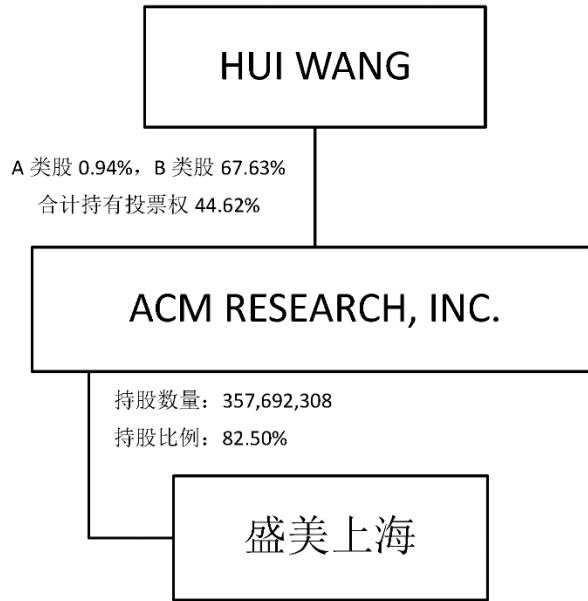 HUI WANG
A 类股 0.94%，B 类股 67.63%
合计持有投票权 44.62%
ACM RESEARCH, INC.
持股数量：357,692,308
持股比例：82.50%
盛美上海